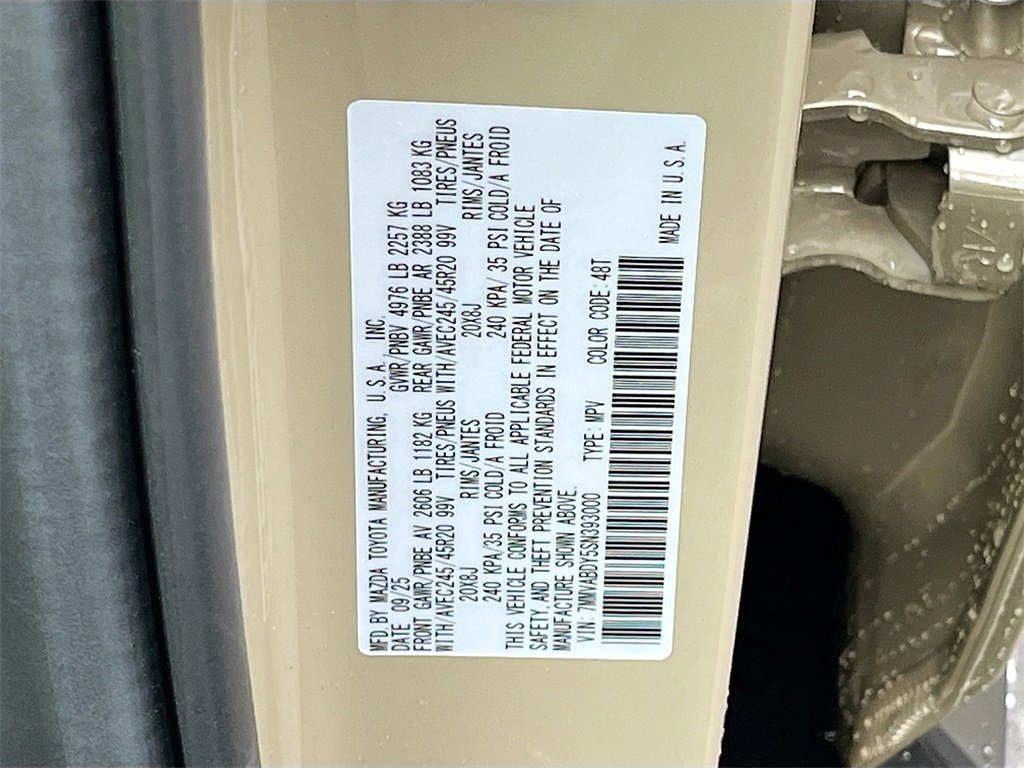 MFD.BY MAZDA TOYOTA MANUFACTURING, U.S.A. INC.
DATE 09/25 GVWR/PNBV 4976 LB 2257 KG
FRONT GAWR/PNBE AV 2606 LB 1182 KG REAR GAWR/PNBE AR 2388 LB 1083 KG
WITH/AVEC245/45R20 99V TIRES/PNEUS WITH/AVEC245/45R20 99V TIRES/PNEUS
20X8J RIMS/JANTES 20X8J RIMS/JANTES
240 KPA/35 PSI COLD/A FROID 240 KPA/35 PSI COLD/A FROID
THIS VEHICLE CONFORMS TO ALL APPLICABLE FEDERAL MOTOR VEHICLE
SAFETY, AND THEFT PREVENTION STANDARDS IN EFFECT ON THE DATE OF
MANUFACTURE SHOWN ABOVE.
VIN: 7MMVABDY5SN393000 TYPE: MPV COLOR CODE: 48T
MADE IN U.S.A.